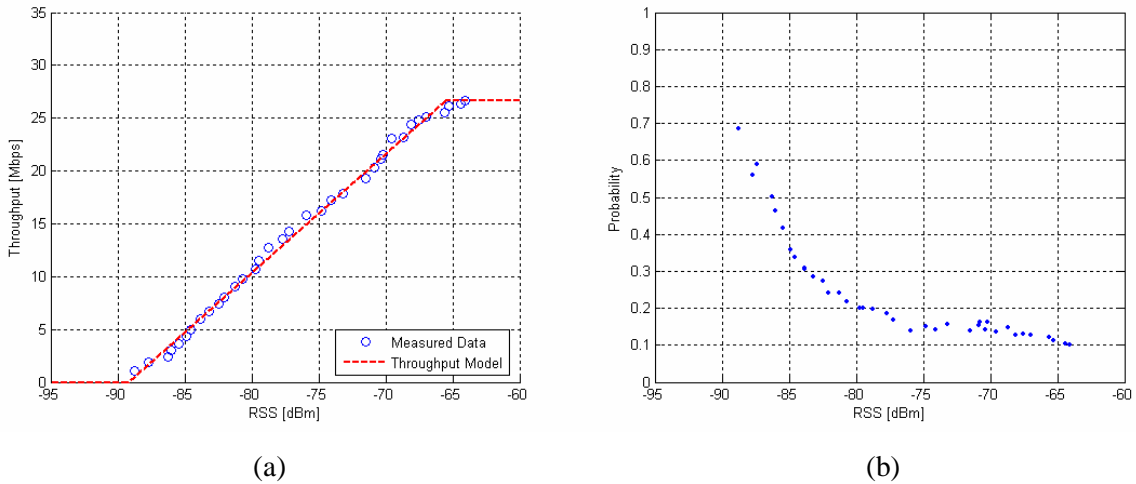 35
30
25
20
15
10
5
0
Throughput [Mbps]
-95 -90 -85 -80 -75 -70 -65 -60
RSS [dBm]
Measured Data
Throughput Model
(a)
1
0.9
0.8
0.7
0.6
0.5
0.4
0.3
0.2
0.1
0
Probability
-95 -90 -85 -80 -75 -70 -65 -60
RSS [dBm]
(b)